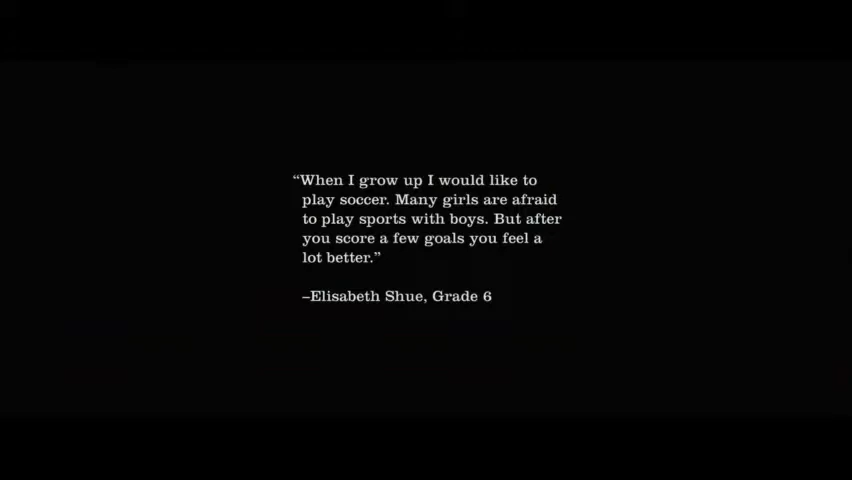 “When I grow up I would like to
play soccer. Many girls are afraid
to play sports with boys. But after
you score a few goals you feel a
lot better.”
–Elisabeth Shue, Grade 6